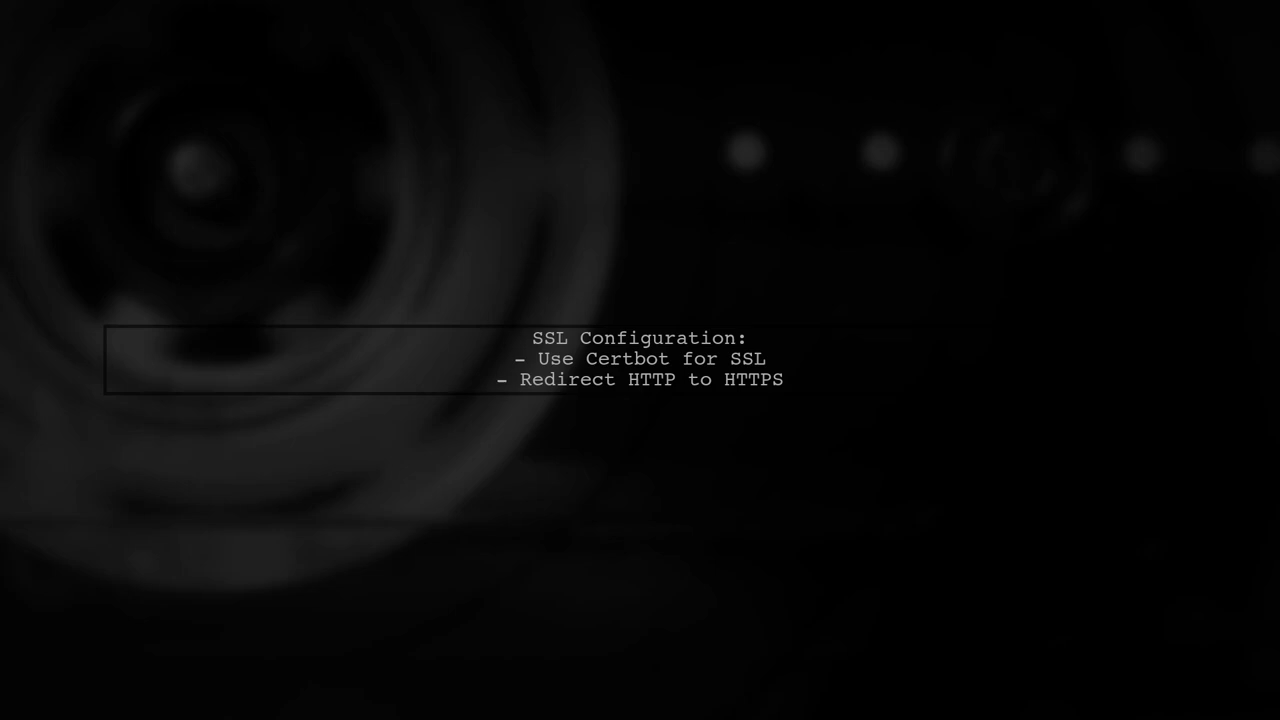 SSL Configuration:
- Use Certbot for SSL
- Redirect HTTP to HTTPS